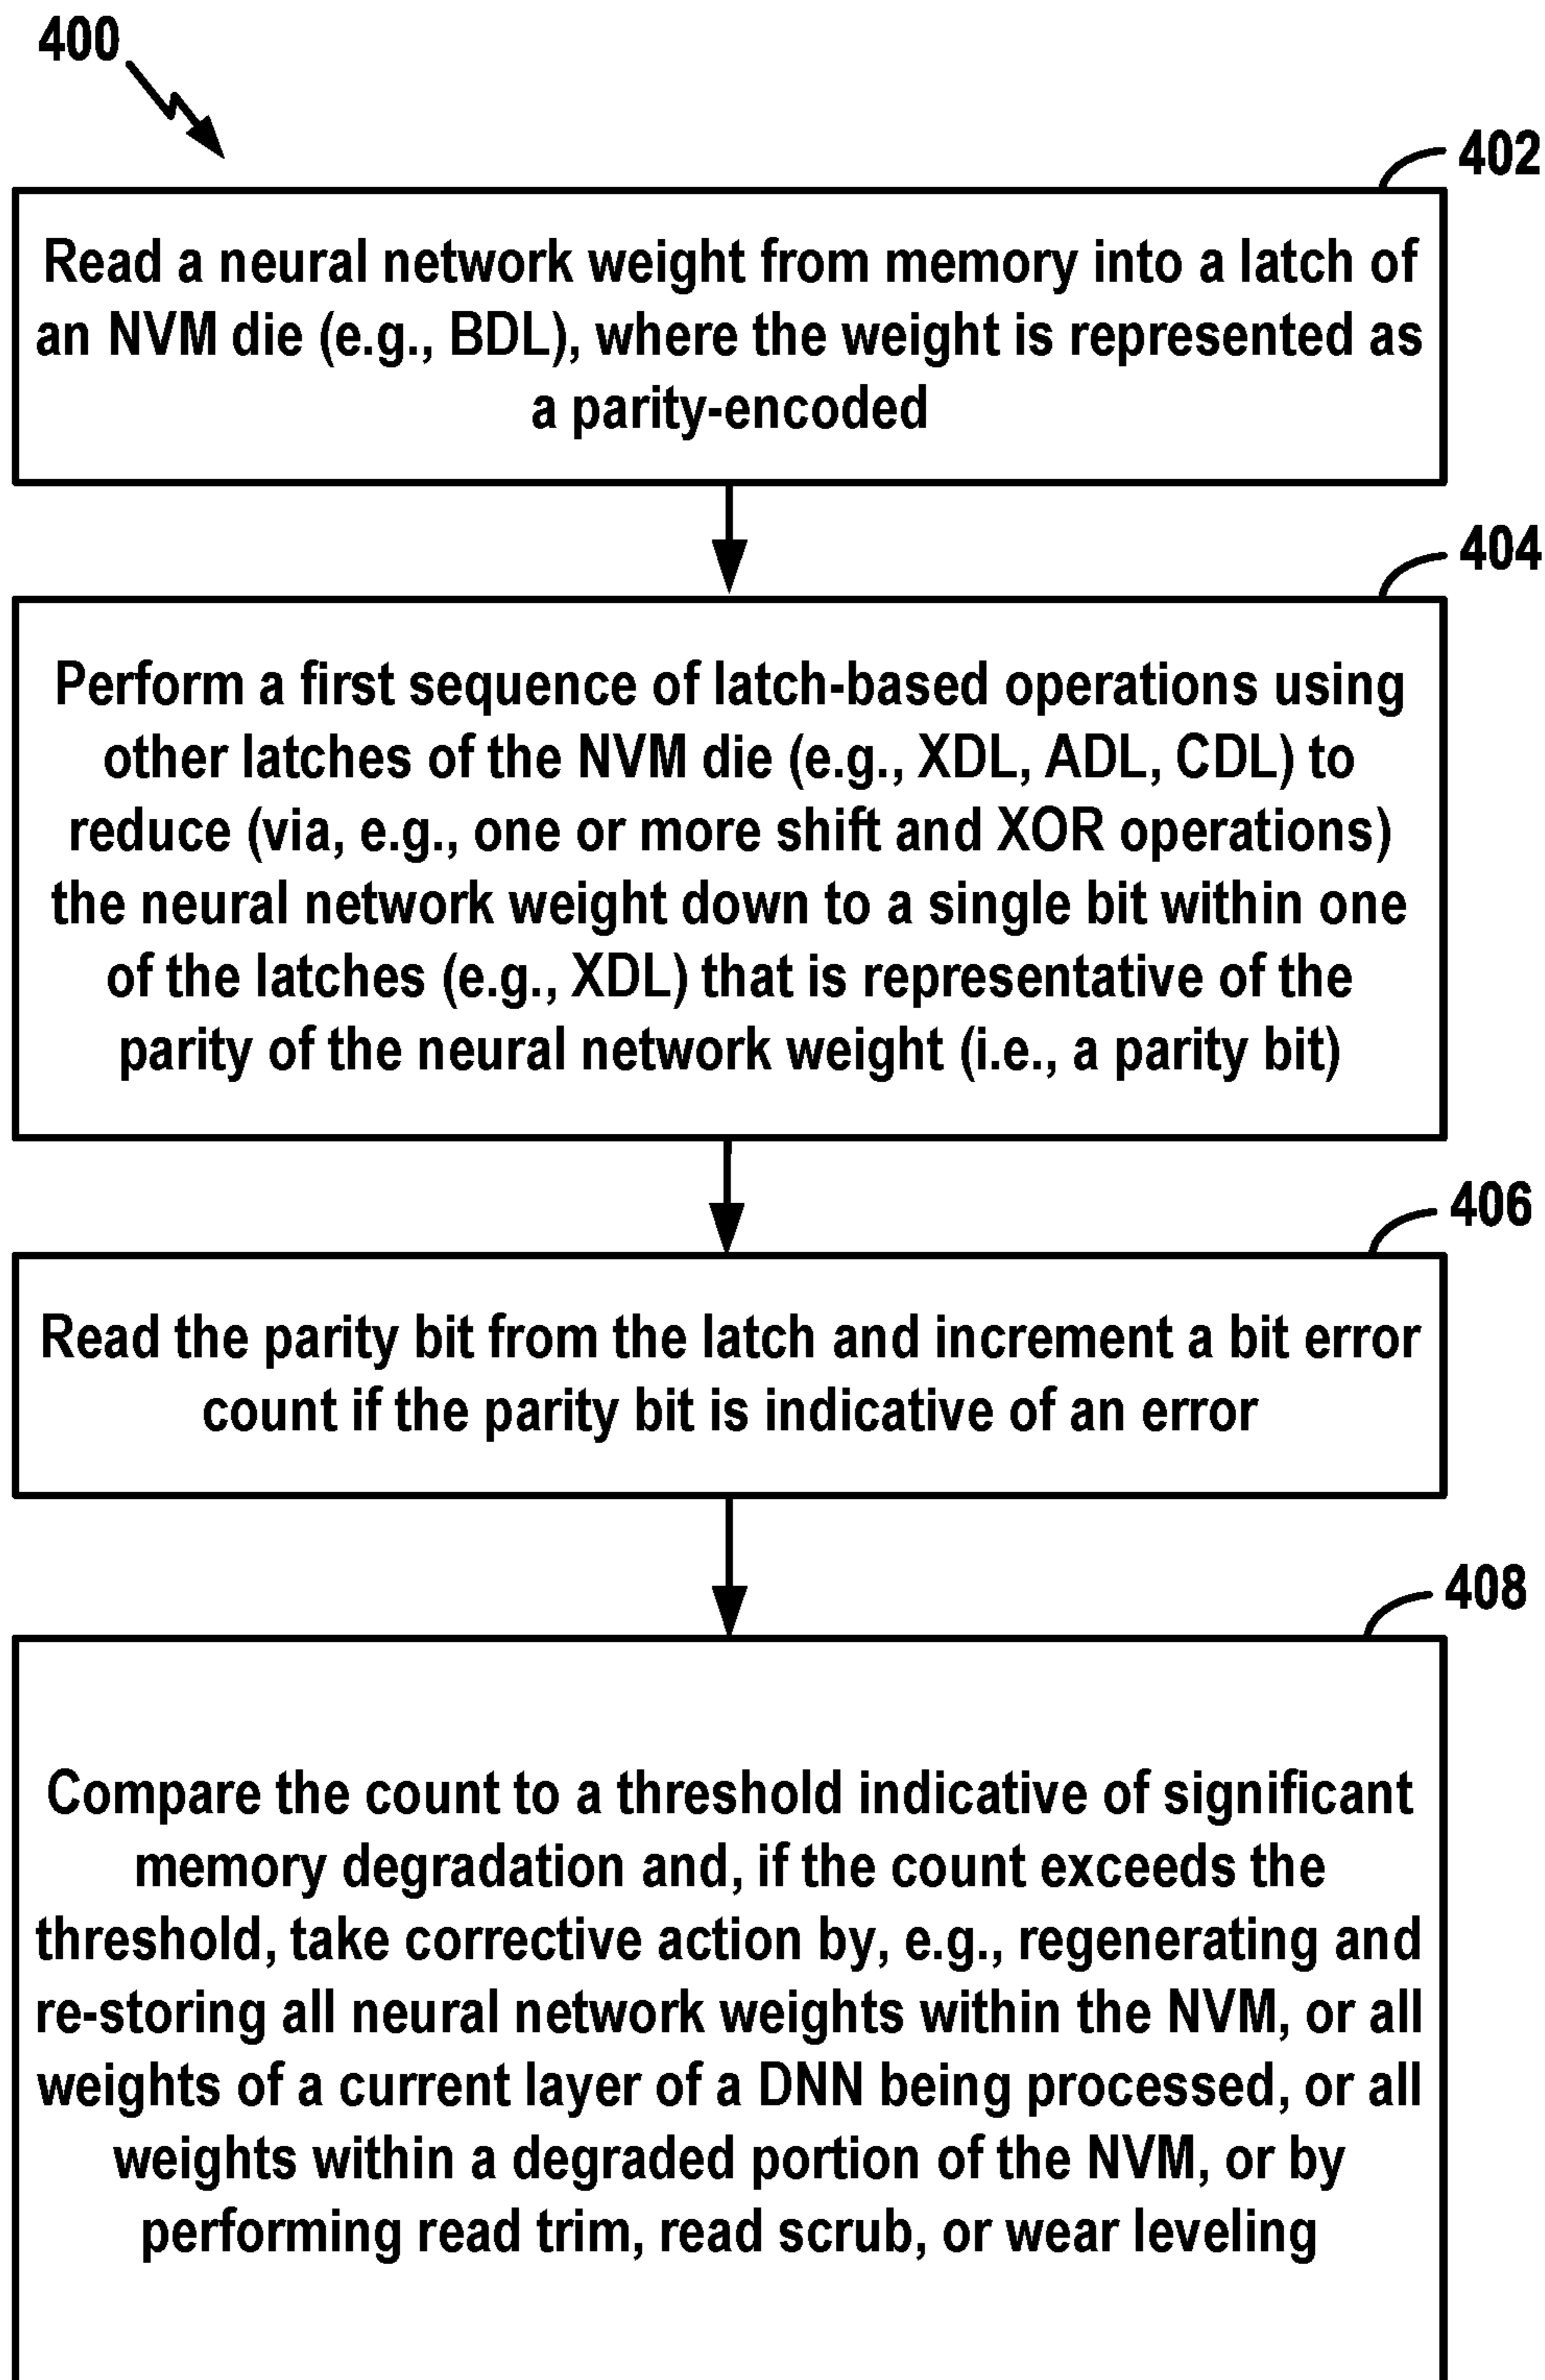 400
402
Read a neural network weight from memory into a latch of
an NVM die (e.g., BDL), where the weight is represented as
a parity-encoded
404
Perform a first sequence of latch-based operations using
other latches of the NVM die (e.g., XDL, ADL, CDL) to
reduce (via, e.g., one or more shift and XOR operations)
the neural network weight down to a single bit within one
of the latches (e.g., XDL) that is representative of the
parity of the neural network weight (i.e., a parity bit)
406
Read the parity bit from the latch and increment a bit error
count if the parity bit is indicative of an error
408
Compare the count to a threshold indicative of significant
memory degradation and, if the count exceeds the
threshold, take corrective action by, e.g., regenerating and
re-storing all neural network weights within the NVM, or all
weights of a current layer of a DNN being processed, or all
weights within a degraded portion of the NVM, or by
performing read trim, read scrub, or wear leveling